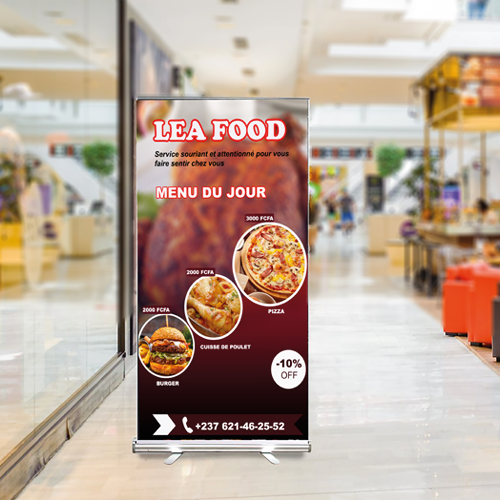 LEA FOOD
Service souriant et attentionné pour vous
faire sentir chez vous
MENU DU JOUR
3000 FCFA
PIZZA
2000 FCFA
CUISSE DE POULET
2000 FCFA
BURGER
-10%
OFF
+237 621-46-25-52